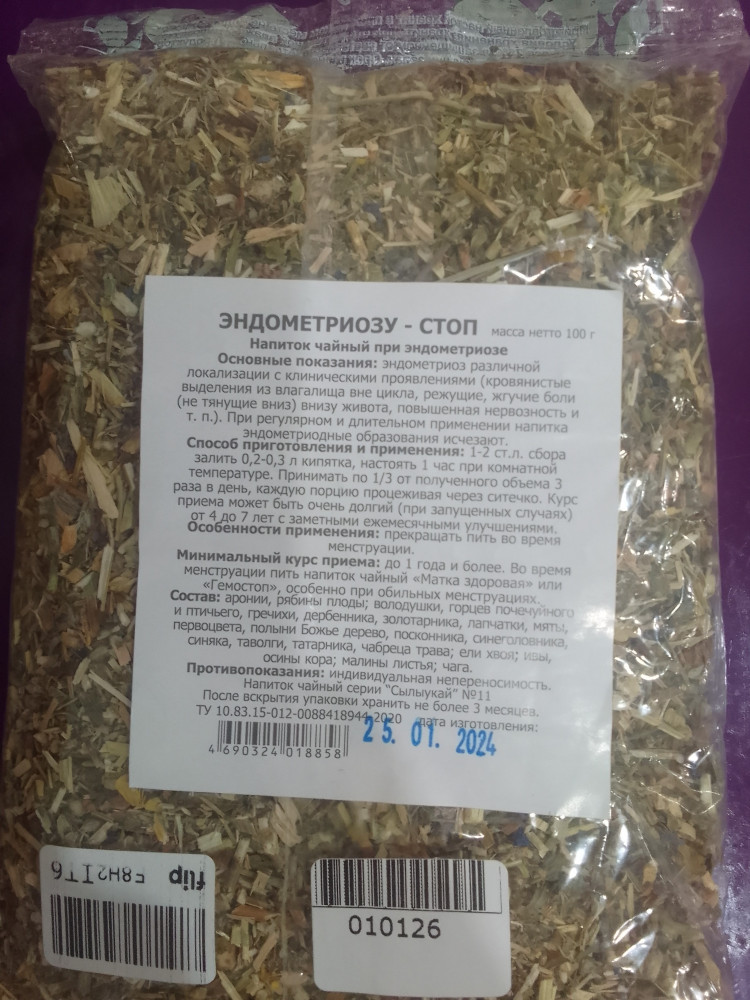 ЭНДОМЕТРИОЗУ - СТОП масса нетто 100 г
Напиток чайный при эндометриозе
Основные показания: эндометриоз различной
локализации с клиническими проявлениями (кровянистые
выделения из влагалища вне цикла, режущие, жгучие боли
(не тянущие вниз) внизу живота, повышенная нервозность и
т. п.). При регулярном и длительном применении напитка
эндометриодные образования исчезают.
Способ приготовления и применения: 1-2 ст.л. сбора
залить 0,2-0,3 л кипятка, настоять 1 час при комнатной
температуре. Принимать по 1/3 от полученного объема 3
раза в день, каждую порцию процеживая через ситечко. Курс
приема может быть очень долгий (при запущенных случаях)
от 4 до 7 лет с заметными ежемесячными улучшениями.
Особенности применения: прекращать пить во время
менструации.
Минимальный курс приема: до 1 года и более. Во время
менструации пить напиток чайный «Матка здоровая» или
«Гемостоп», особенно при обильных менструациях.
Состав: аронии, рябины плоды; володушки, горцев почечуйного
и птичьего, гречихи, дербенника, золотарника, лапчатки, мяты,
первоцвета, полыни Божье дерево, посконника, синеголовника,
синяка, таволги, татарника, чабреца трава; ели хвоя; ивы,
осины кора; малины листья; чага.
Противопоказания: индивидуальная непереносимость.
Напиток чайный серии "Сылыукай" №11
После вскрытия упаковки хранить не более 3 месяцев.
ТУ 10.83.15-012-0088418944-2020 дата изготовления:
25. 01. 2024
4 690324 018858
flip F8H2IT6
010126